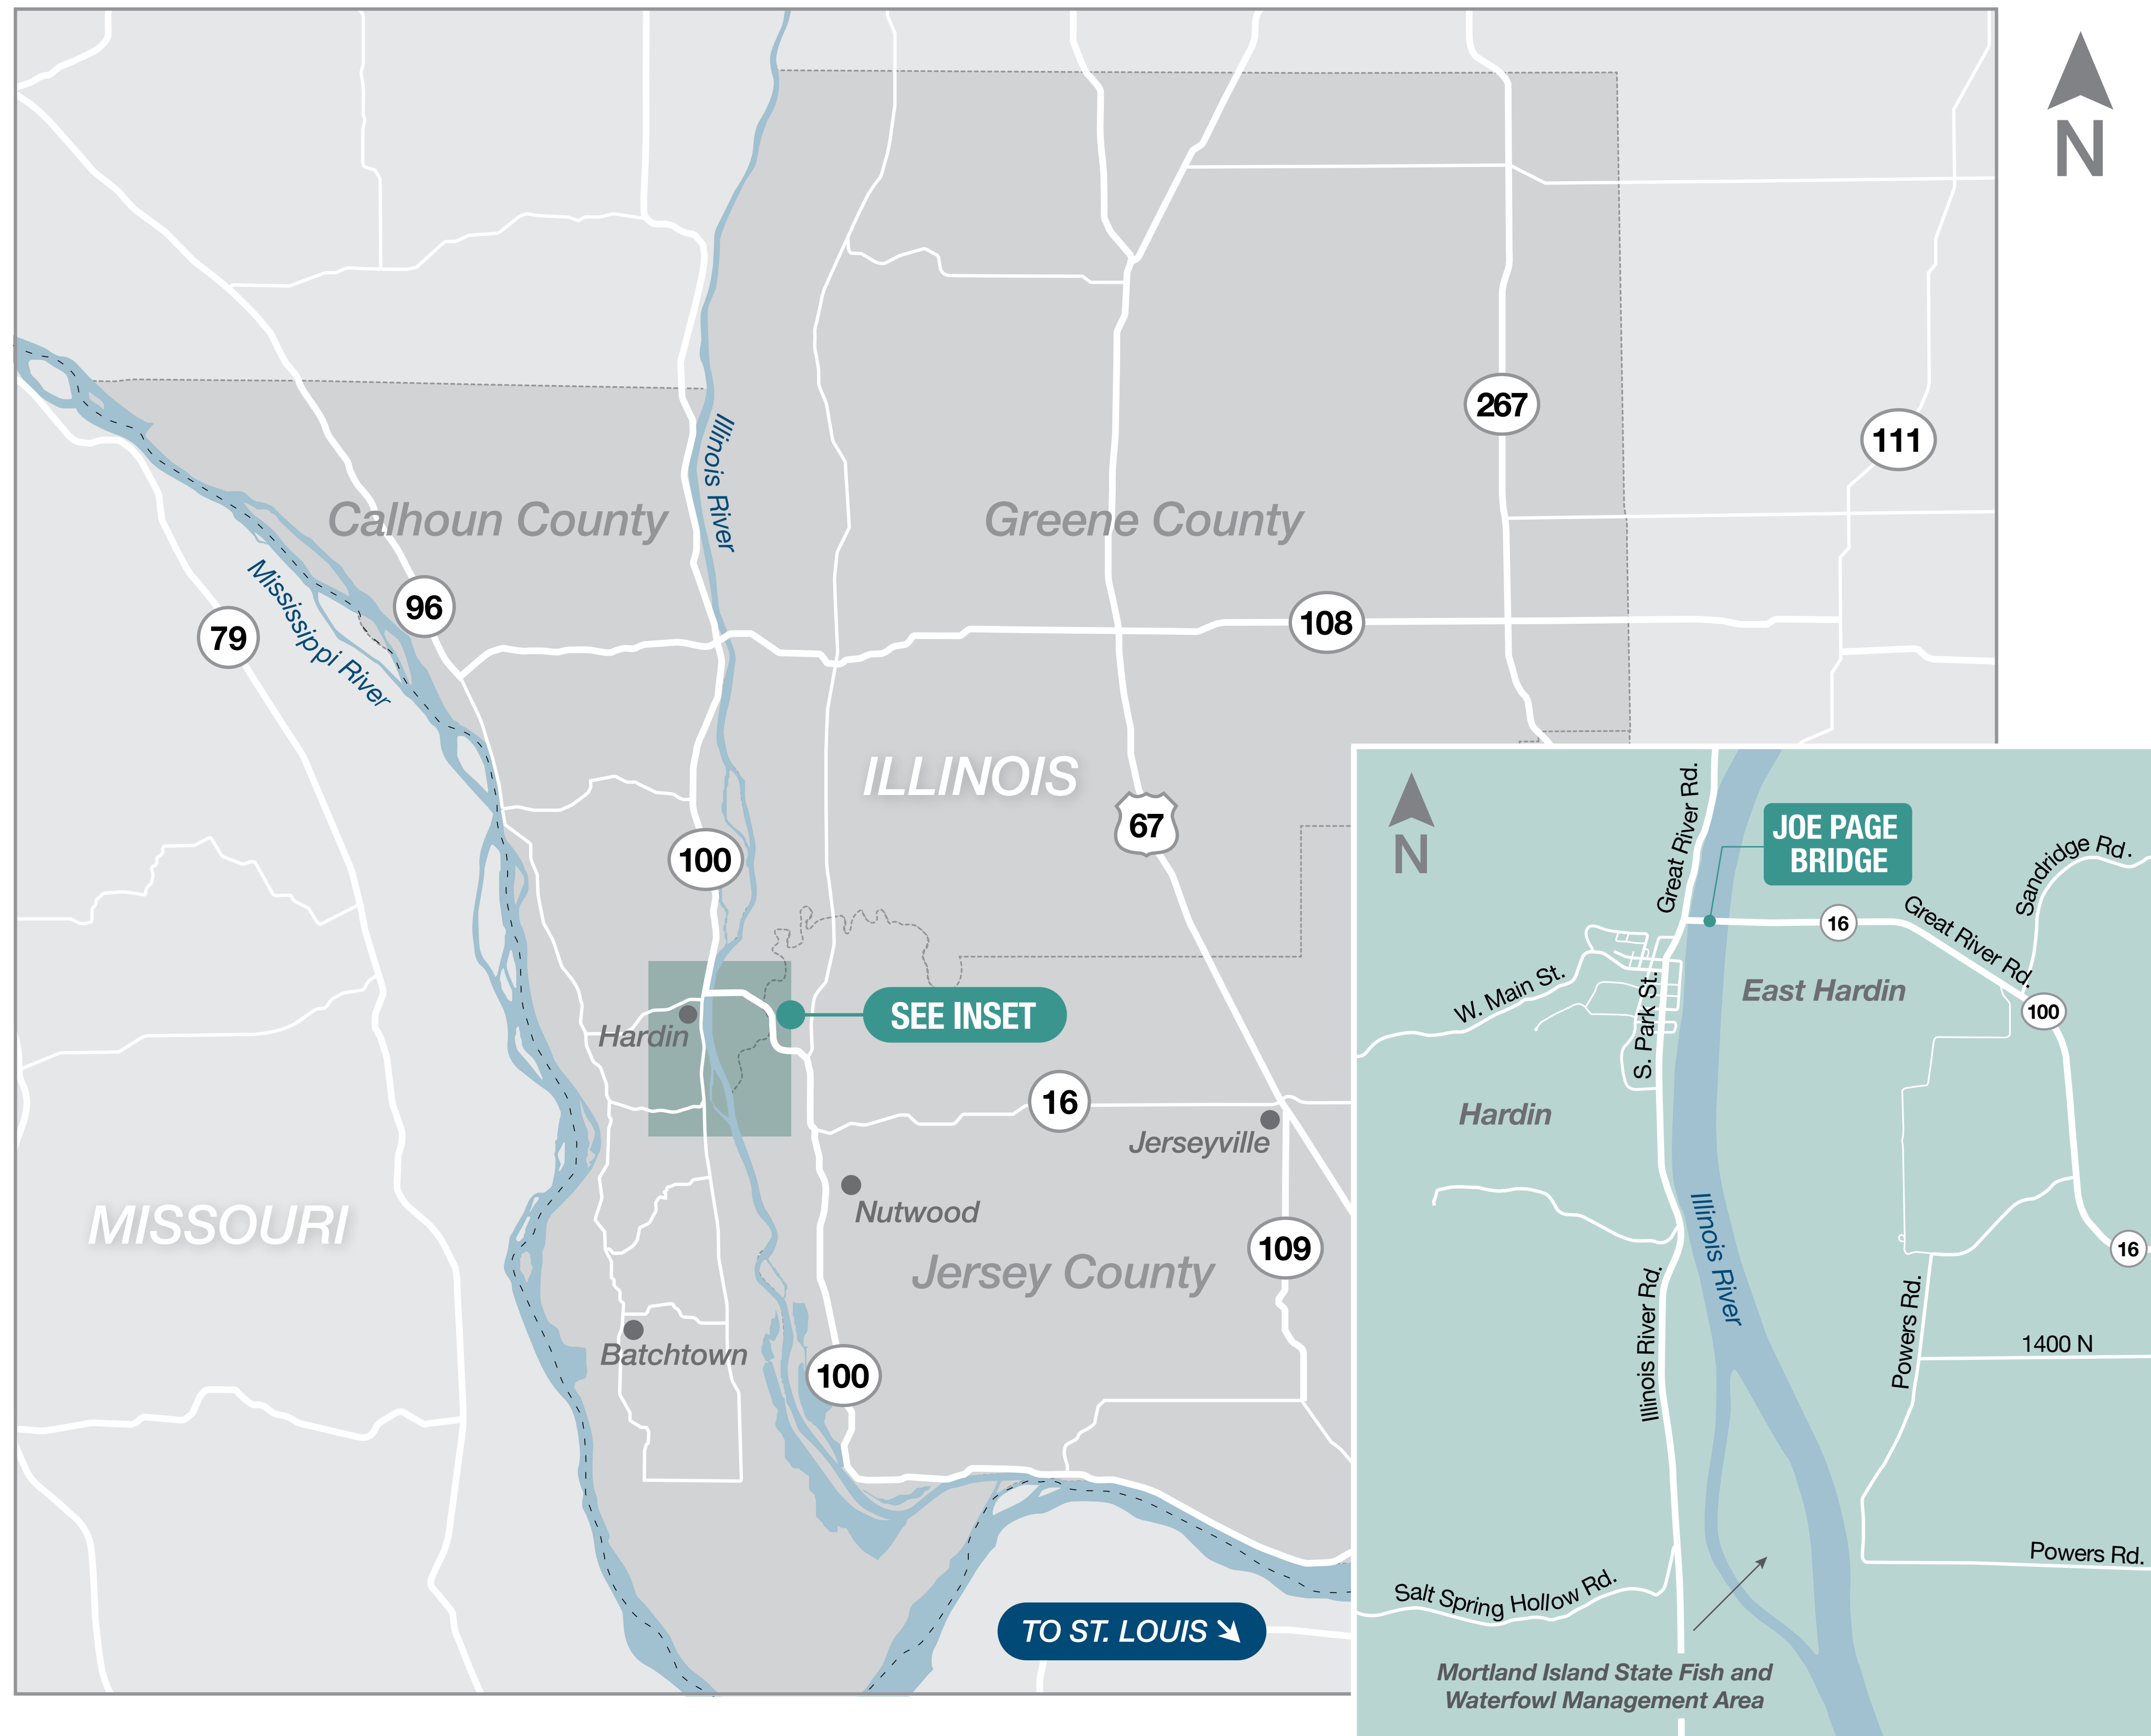 N
Illinois River
267
111
Calhoun County
Greene County
Mississippi River
96
79
108
ILLINOIS
67
100
SEE INSET
Hardin
16
Jerseyville
Nutwood
MISSOURI
109
Jersey County
Batchtown
100
TO ST. LOUIS
N
Great River Rd.
JOE PAGE
BRIDGE
Sandridge Rd.
16
Great River Rd.
W. Main St.
S. Park St.
East Hardin
100
Hardin
Illinois River
16
Illinois River Rd.
Powers Rd.
1400 N
Powers Rd.
Salt Spring Hollow Rd.
Mortland Island State Fish and
Waterfowl Management Area